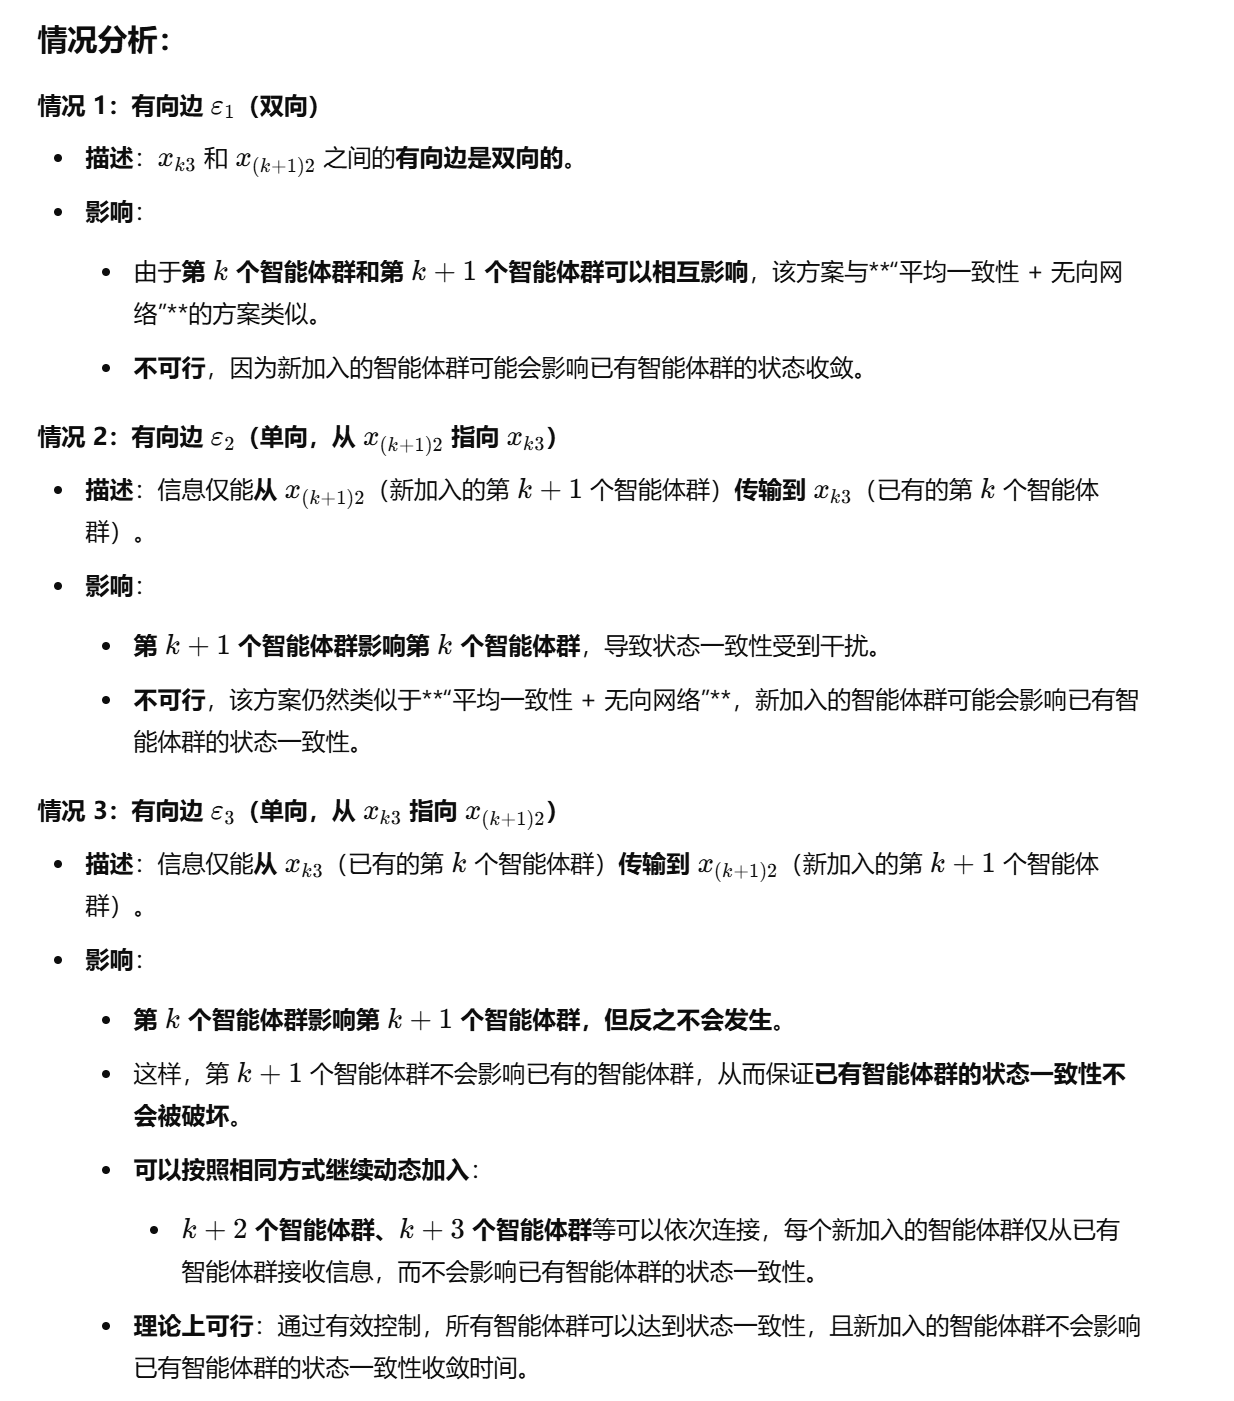 情况分析：
情况 1：有向边 ε₁（双向）
描述：x_{k3} 和 x_{(k+1)2} 之间的有向边是双向的。
影响：
由于第 k 个智能体群和第 k + 1 个智能体群可以相互影响，该方案与**“平均一致性 + 无向网
络”**的方案类似。
不可行，因为新加入的智能体群可能会影响已有智能体群的状态收敛。
情况 2：有向边 ε₂（单向，从 x_{(k+1)2} 指向 x_{k3}）
描述：信息仅能从 x_{(k+1)2}（新加入的第 k + 1 个智能体群）传输到 x_{k3}（已有的第 k 个智能体
群）。
影响：
第 k + 1 个智能体群影响第 k 个智能体群，导致状态一致性受到干扰。
不可行，该方案仍然类似于**“平均一致性 + 无向网络”**，新加入的智能体群可能会影响已有智
能体群的状态一致性。
情况 3：有向边 ε₃（单向，从 x_{k3} 指向 x_{(k+1)2}）
描述：信息仅能从 x_{k3}（已有的第 k 个智能体群）传输到 x_{(k+1)2}（新加入的第 k + 1 个智能体
群）。
影响：
第 k 个智能体群影响第 k + 1 个智能体群，但反之不会发生。
这样，第 k + 1 个智能体群不会影响已有的智能体群，从而保证已有智能体群的状态一致性不
会被破坏。
可以按照相同方式继续动态加入：
k + 2 个智能体群、k + 3 个智能体群等可以依次连接，每个新加入的智能体群仅从已有
智能体群接收信息，而不会影响已有智能体群的状态一致性。
理论上可行：通过有效控制，所有智能体群可以达到状态一致性，且新加入的智能体群不会影响
已有智能体群的状态一致性收敛时间。